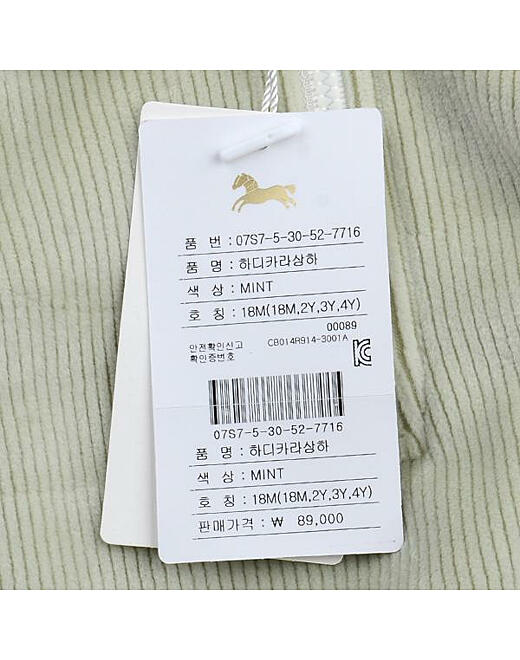 품 번 : 07S7-5-30-52-7716
품 명 : 하디카라상하
색 상 : MINT
호 칭 : 18M(18M,2Y,3Y,4Y)
00089
안전확인신고 CB014R914-3001A
확인증번호
07S7-5-30-52-7716
품 명 : 하디카라상하
색 상 : MINT
호 칭 : 18M(18M,2Y,3Y,4Y)
판매가격 : ₩ 89,000